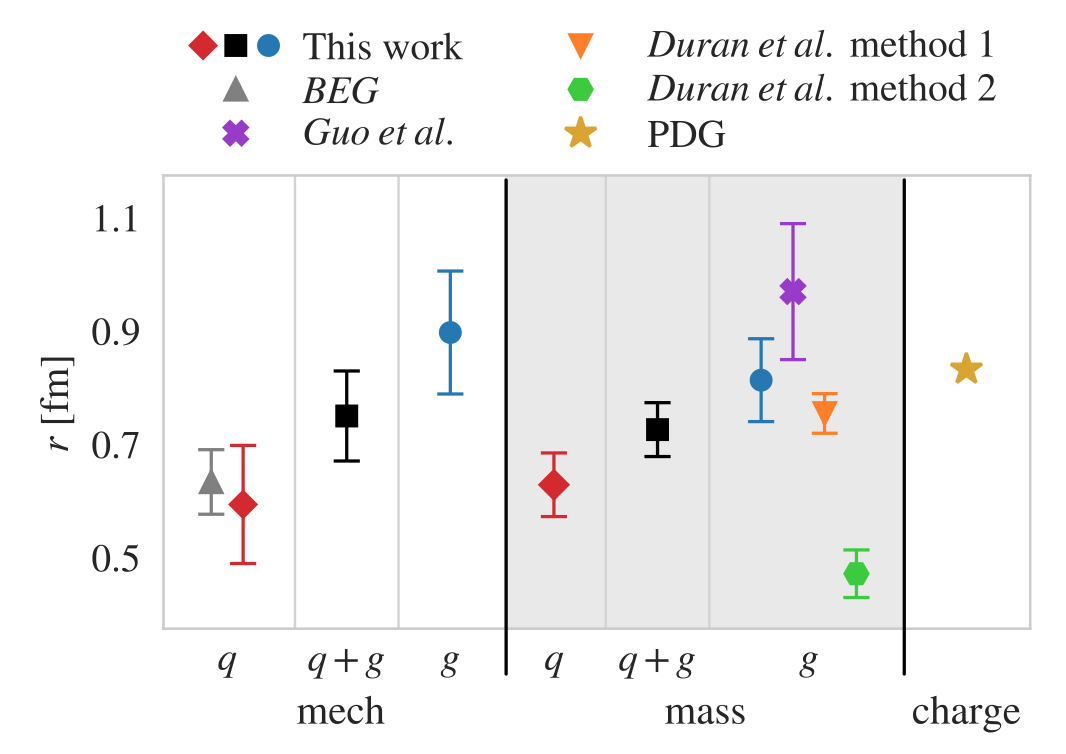 This work
BEG
Guo et al.
Duran et al. method 1
Duran et al. method 2
PDG
r [fm]
1.1
0.9
0.7
0.5
q q+g g q q+g g
mech mass charge